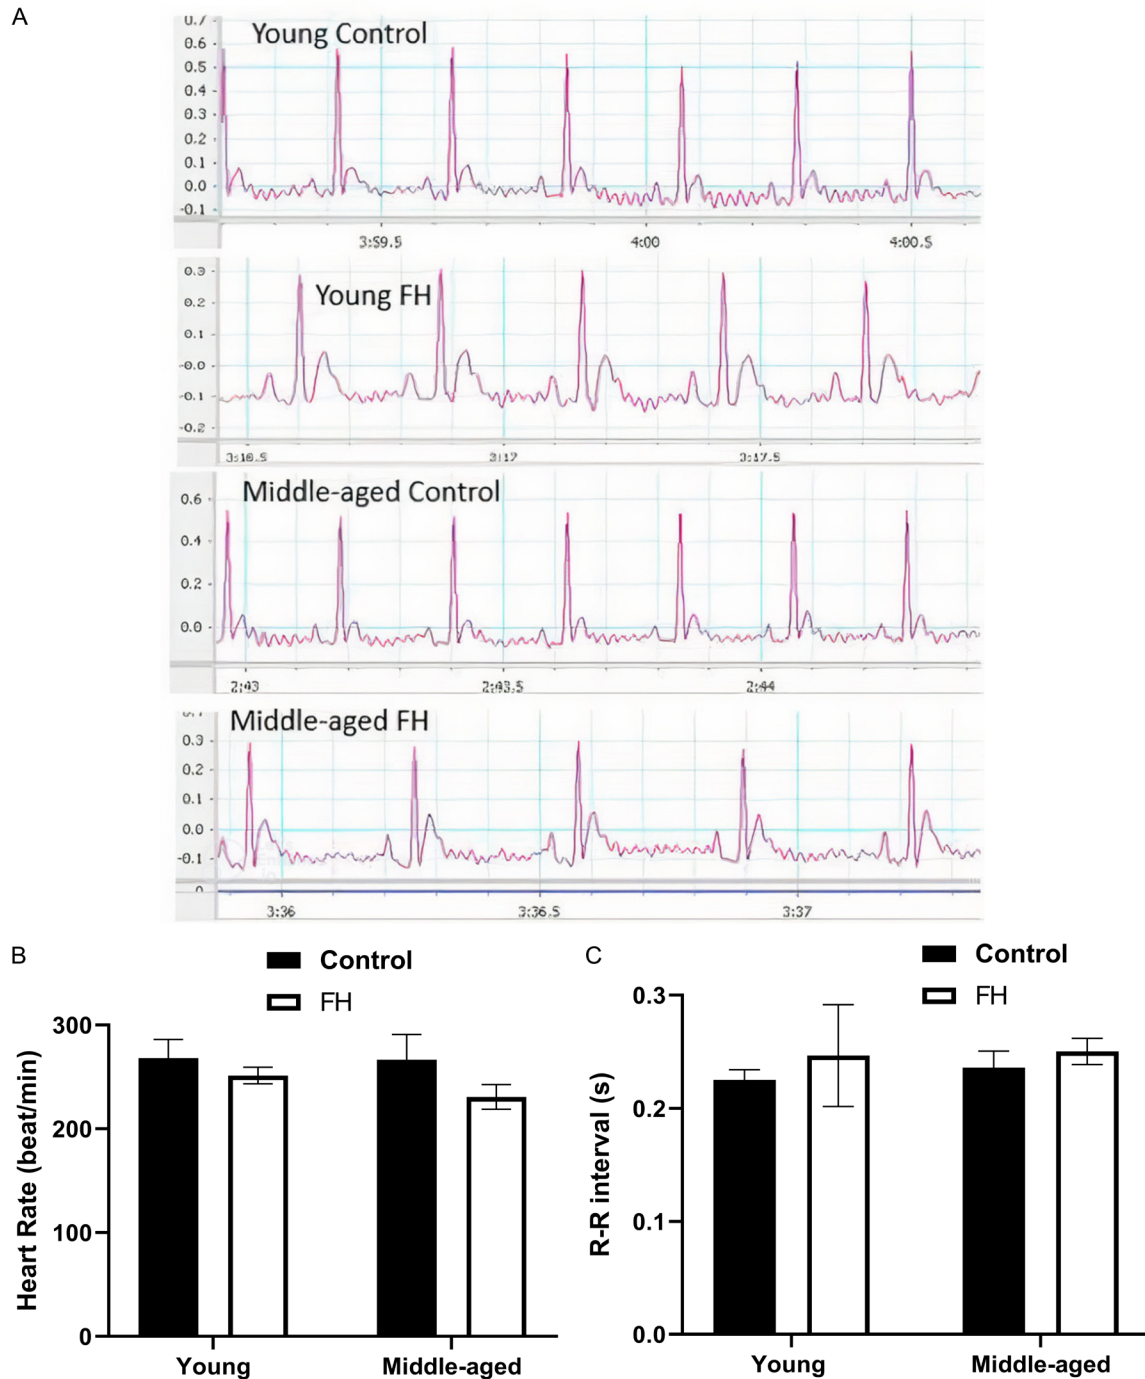 A
Young Control
0.7
0.6
0.5
0.4
0.3
0.2
0.1
0.0
-0.1
3:59.5 4:00 4:00.5
Young FH
0.3
0.2
0.1
-0.0
-0.1
-0.2
3:16.5 3:17 3:17.5
Middle-aged Control
0.6
0.4
0.2
0.0
2:43 2:43.5 2:44
Middle-aged FH
0.3
0.2
0.1
0.0
-0.1
0
3:36 3:36.5 3:37
B
Control
FH
Heart Rate (beat/min)
300
200
100
0
Young Middle-aged
C
Control
FH
R-R interval (s)
0.3
0.2
0.1
0.0
Young Middle-aged